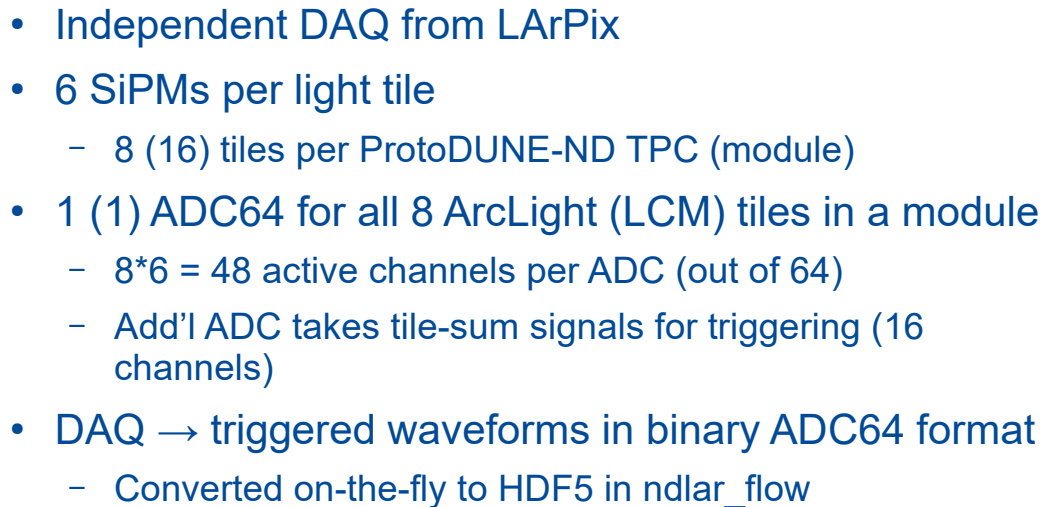 • Independent DAQ from LArPix
• 6 SiPMs per light tile
– 8 (16) tiles per ProtoDUNE-ND TPC (module)
• 1 (1) ADC64 for all 8 ArcLight (LCM) tiles in a module
– 8*6 = 48 active channels per ADC (out of 64)
– Add’l ADC takes tile-sum signals for triggering (16
channels)
• DAQ → triggered waveforms in binary ADC64 format
– Converted on-the-fly to HDF5 in ndlar_flow